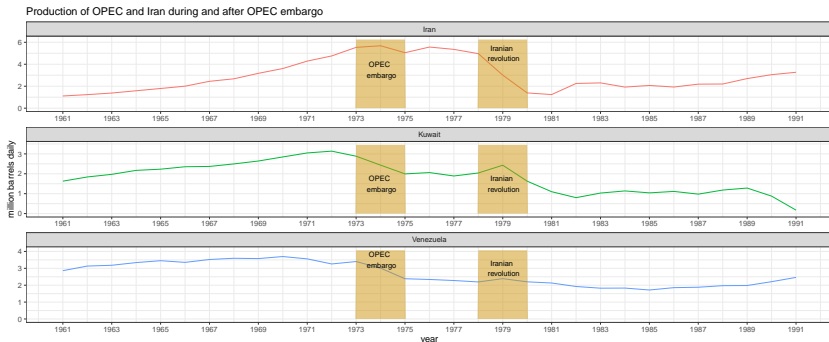 Production of OPEC and Iran during and after OPEC embargo
Iran
6
4
2
0
OPEC
embargo
Iranian
revolution
1961 1963 1965 1967 1969 1971 1973 1975 1977 1979 1981 1983 1985 1987 1989 1991
Kuwait
3
2
1
0
OPEC
embargo
Iranian
revolution
1961 1963 1965 1967 1969 1971 1973 1975 1977 1979 1981 1983 1985 1987 1989 1991
Venezuela
4
3
2
1
0
OPEC
embargo
Iranian
revolution
1961 1963 1965 1967 1969 1971 1973 1975 1977 1979 1981 1983 1985 1987 1989 1991
year
million barrels daily